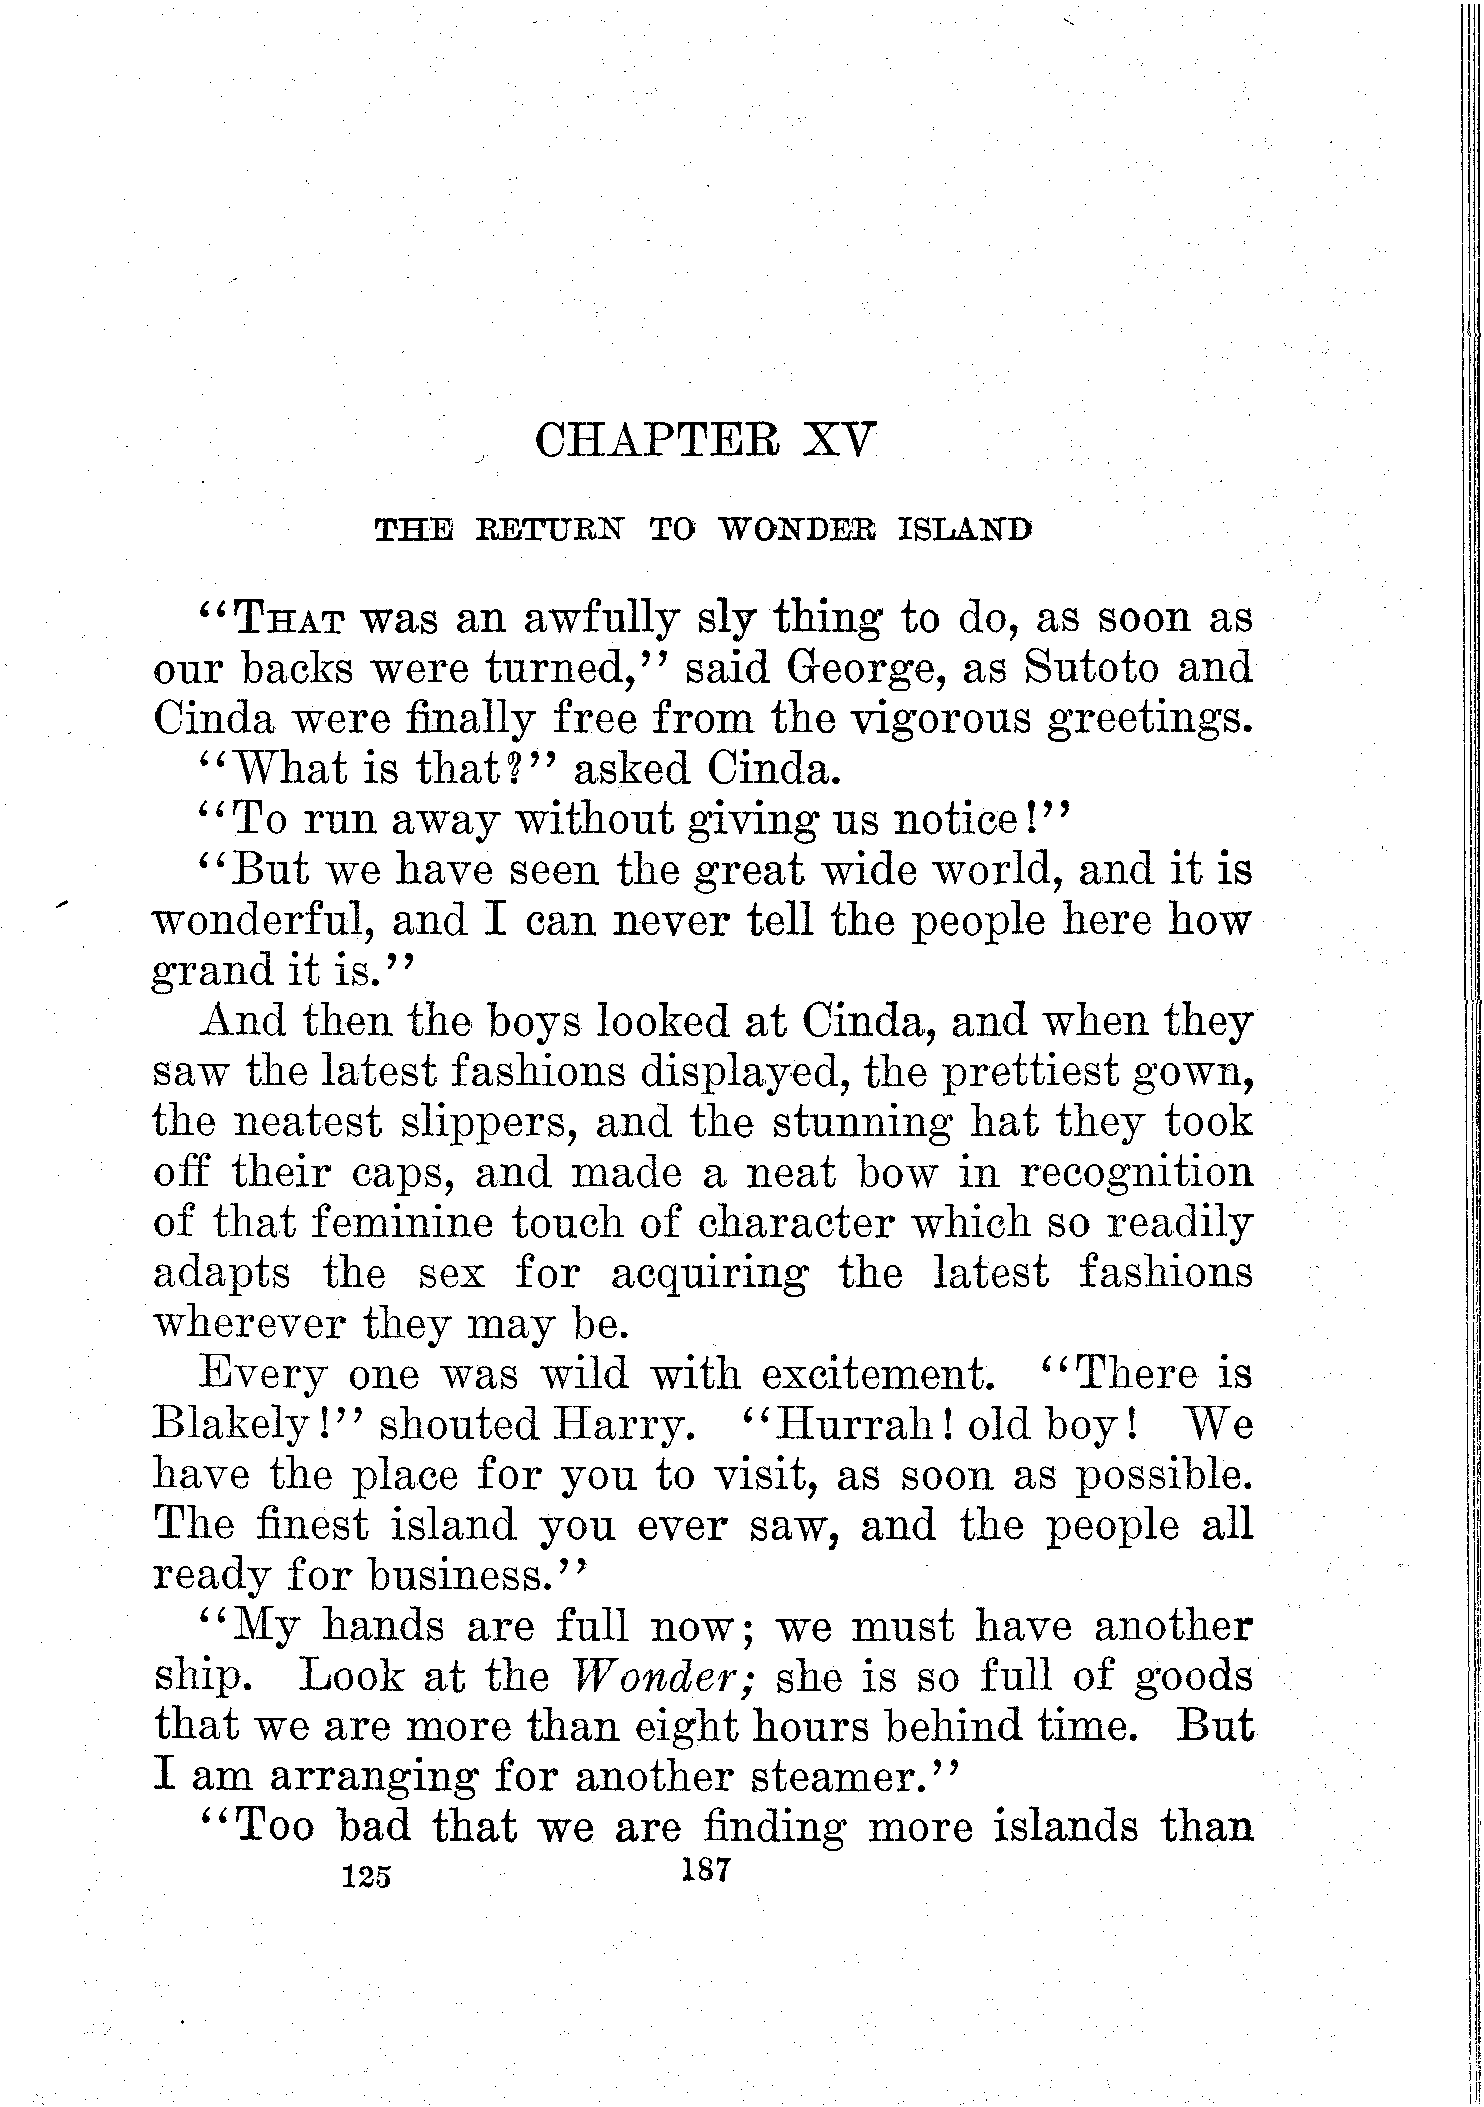 CHAPTER XV
THE RETURN TO WONDER ISLAND
“THAT was an awfully sly thing to do, as soon as
our backs were turned,” said George, as Sutoto and
Cinda were finally free from the vigorous greetings.
“What is that?” asked Cinda.
“To run away without giving us notice!”
“But we have seen the great wide world, and it is
wonderful, and I can never tell the people here how
grand it is.”
And then the boys looked at Cinda, and when they
saw the latest fashions displayed, the prettiest gown,
the neatest slippers, and the stunning hat they took
off their caps, and made a neat bow in recognition
of that feminine touch of character which so readily
adapts the sex for acquiring the latest fashions
wherever they may be.
Every one was wild with excitement. “There is
Blakely!” shouted Harry. “Hurrah! old boy! We
have the place for you to visit, as soon as possible.
The finest island you ever saw, and the people all
ready for business.”
“My hands are full now; we must have another
ship. Look at the Wonder; she is so full of goods
that we are more than eight hours behind time. But
I am arranging for another steamer.”
“Too bad that we are finding more islands than
125 187